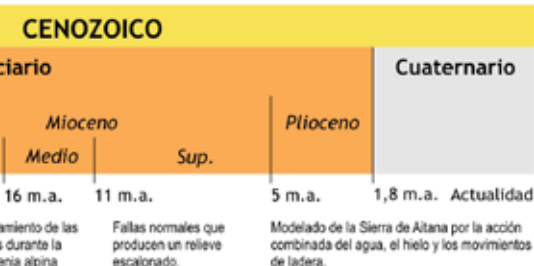 CENOZOICO
ciario Cuaternario
Mioceno Plioceno
Medio Sup.
16 m.a. 11 m.a. 5 m.a. 1,8 m.a. Actualidad
amiento de las Fallas normales que Modelado de la Sierra de Aitana por la acción
s durante la producen un relieve combinada del agua, el hielo y los movimientos
enia alpina escalonado. de ladera.